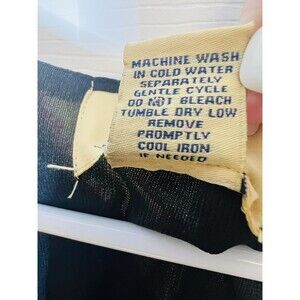 MACHINE WASH
IN COLD WATER
SEPARATELY
GENTLE CYCLE
DO NOT BLEACH
TUMBLE DRY LOW
REMOVE
PROMPTLY
COOL IRON
IF NEEDED